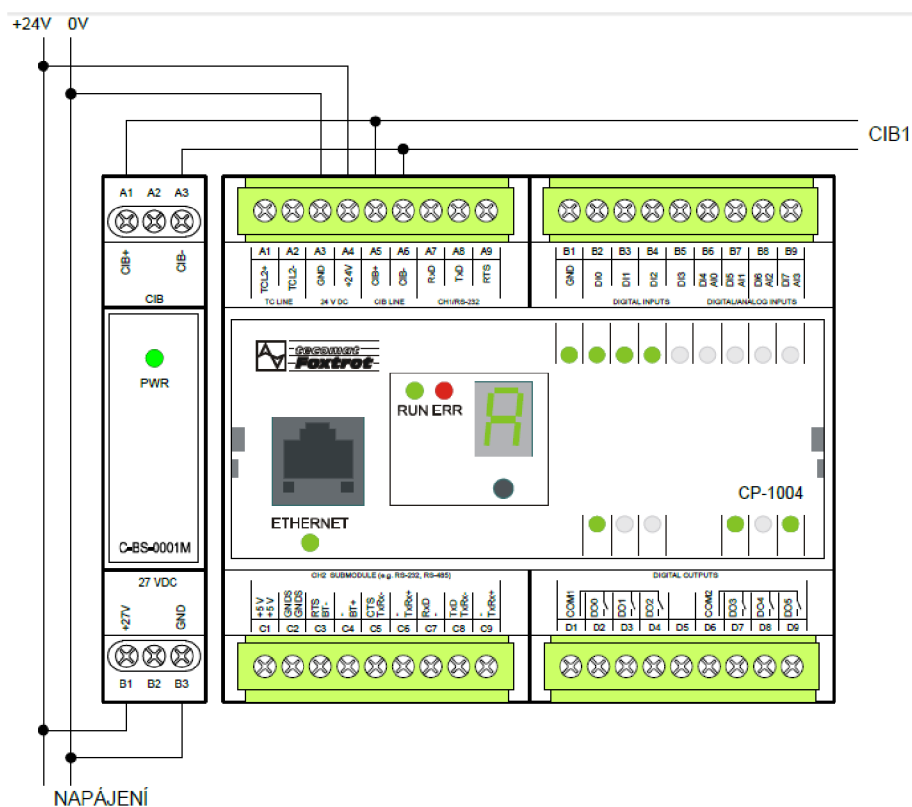 +24V 0V
CIB1
A1 A2 A3
CIB+ CIB-
CIB
PWR
C-BS-0001M
27 VDC
+27V GND
B1 B2 B3
A1 A2 A3 A4 A5 A6 A7 A8 A9
TCL2+ TCL2- GND +24V CIB+ CIB- RxD TxD RTS
TC LINE 24 V DC CIB LINE CH1/RS-232
B1 B2 B3 B4 B5 B6 B7 B8 B9
GND DI0 DI1 DI2 DI3 DI4 AI0 DI5 AI1 DI6 AI2 DI7 AI3
DIGITAL INPUTS DIGITAL/ANALOG INPUTS
tecomat
Foxtrot
RUN ERR
A
ETHERNET
CP-1004
CH2 SUBMODULE (e.g. RS-232, RS-485)
+5 V +5 V GNDS GNDS RTS BT- - BT+ CTS TxRx- - TxRx+ RxD - TxD TxRx- - TxRx+
C1 C2 C3 C4 C5 C6 C7 C8 C9
DIGITAL OUTPUTS
COM1 DO0 DO1 DO2 COM2 DO3 DO4 DO5
D1 D2 D3 D4 D5 D6 D7 D8 D9
NAPÁJENÍ